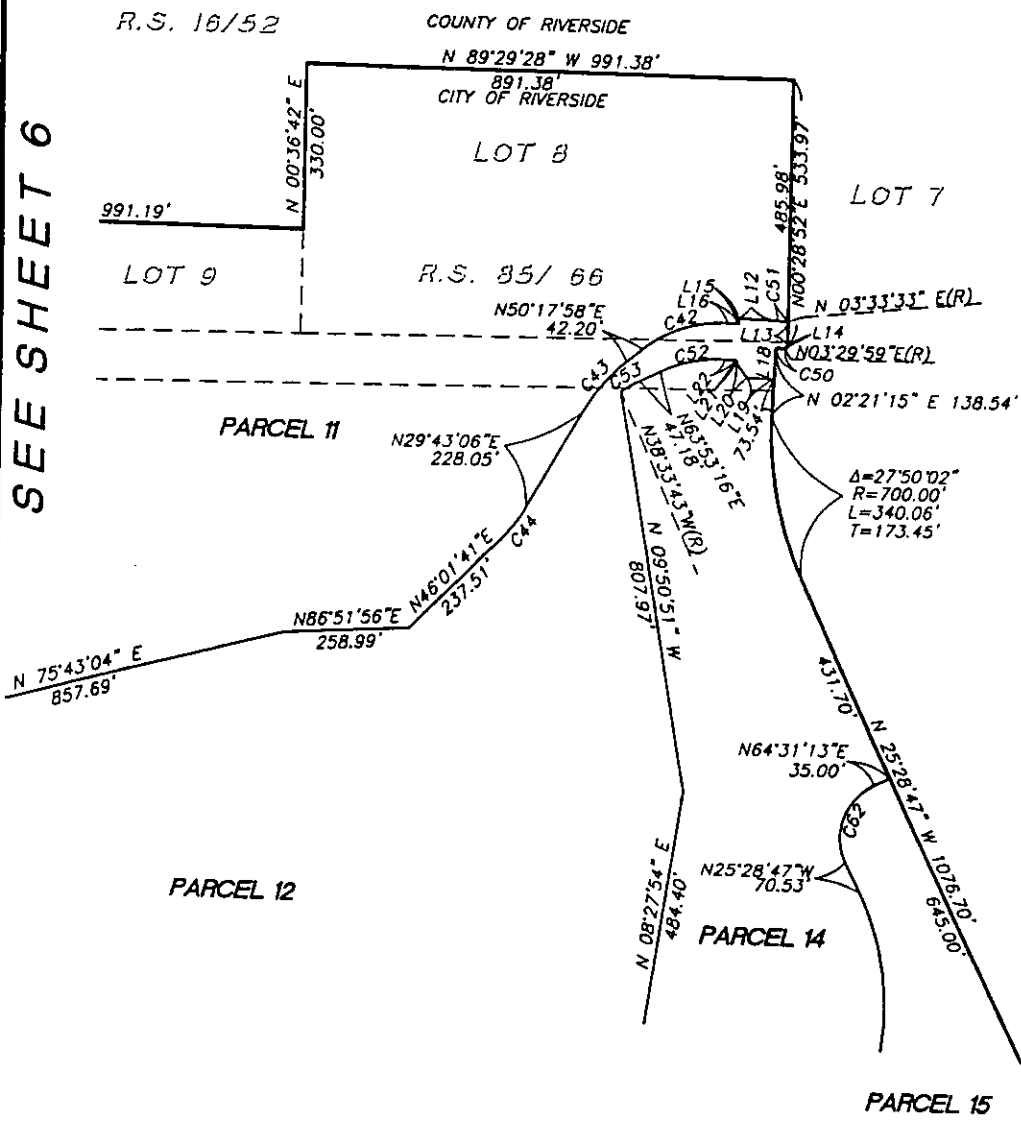 R.S. 16/52
COUNTY OF RIVERSIDE
N 89°29'28" W 991.38'
891.38'
CITY OF RIVERSIDE
SEE SHEET 6
N 00°36'42" E
330.00'
LOT 8
485.98'
N00°28'52"E 533.97'
LOT 7
991.19'
LOT 9
R.S. 85/ 66
L15
L16
L12
C51
N 03°33'33" E(R)
N50°17'58"E
42.20'
C42
L13
L14
N03°29'59"E(R)
C43
C53
C52
L18
C50
L22
L21
L20
L19
73.54'
N 02°21'15" E 138.54'
PARCEL 11
N63°53'16"E
47.18'
N38°33'43"W(R)
N29°43'06"E
228.05'
Δ=27°50'02"
R=700.00'
L=340.06'
T=173.45'
C44
N46°01'41"E
237.51'
N 09°50'51" W
807.97'
N86°51'56"E
258.99'
N 75°43'04" E
857.69'
431.70'
N 25°28'47" W 1076.70'
645.00'
N64°31'13"E
35.00'
C62
N25°28'47"W
70.53'
PARCEL 12
N 08°27'54" E
484.40'
PARCEL 14
PARCEL 15